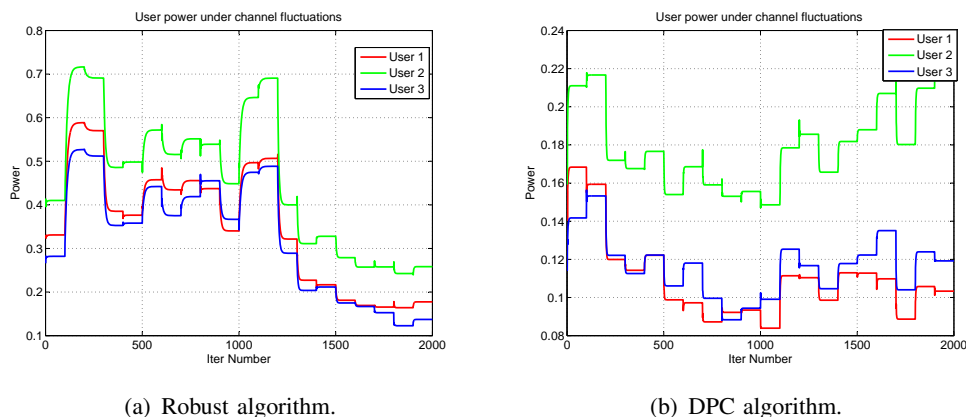 User power under channel fluctuations
0.8
0.7
0.6
0.5
0.4
0.3
0.2
0.1
Power
0
500
1000
1500
2000
Iter Number
User 1
User 2
User 3
(a) Robust algorithm.
User power under channel fluctuations
0.22
0.2
0.18
0.16
0.14
0.12
0.1
0.08
Power
0
500
1000
1500
2000
Iter Number
User 1
User 2
User 3
(b) DPC algorithm.